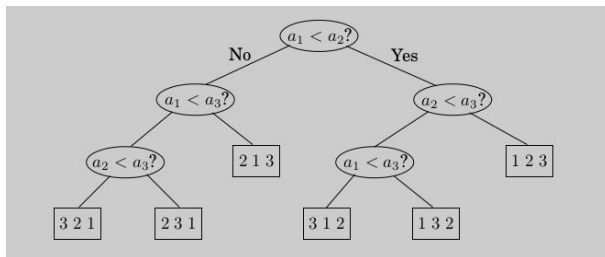 a₁ < a₂?
No Yes
a₁ < a₃? a₂ < a₃?
a₂ < a₃? 2 1 3 a₁ < a₃? 1 2 3
3 2 1 2 3 1 3 1 2 1 3 2